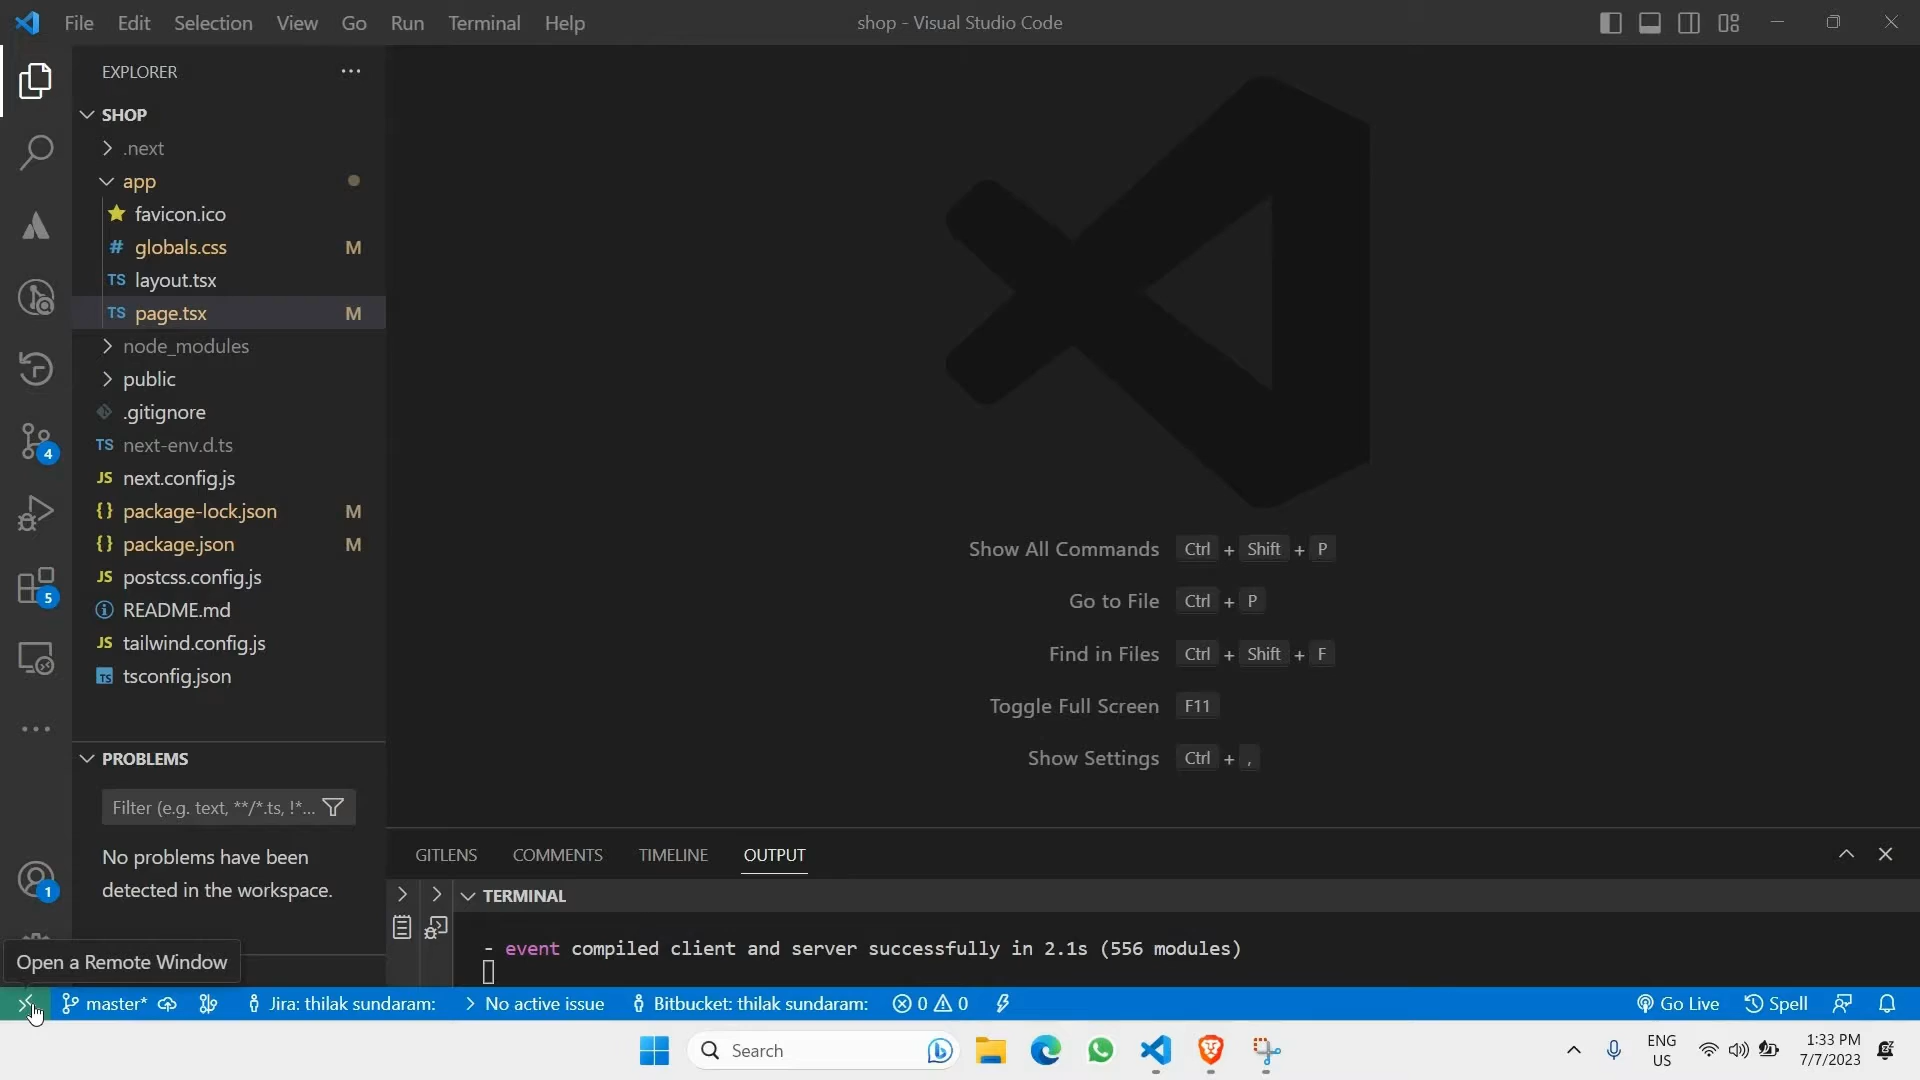 File Edit Selection View Go Run Terminal Help
shop - Visual Studio Code
EXPLORER
SHOP
.next
app
favicon.ico
# globals.css M
TS layout.tsx
TS page.tsx M
node_modules
public
.gitignore
TS next-env.d.ts
JS next.config.js
{} package-lock.json M
{} package.json M
JS postcss.config.js
README.md
JS tailwind.config.js
TS tsconfig.json
4
5
1
PROBLEMS
Filter (e.g. text, **/*.ts, !*...
No problems have been
detected in the workspace.
Open a Remote Window
Show All Commands Ctrl + Shift + P
Go to File Ctrl + P
Find in Files Ctrl + Shift + F
Toggle Full Screen F11
Show Settings Ctrl + ,
GITLENS COMMENTS TIMELINE OUTPUT
TERMINAL
- event compiled client and server successfully in 2.1s (556 modules)
master* Jira: thilak sundaram: No active issue Bitbucket: thilak sundaram: 0 0 Go Live Spell
Search
ENG
US
1:33 PM
7/7/2023